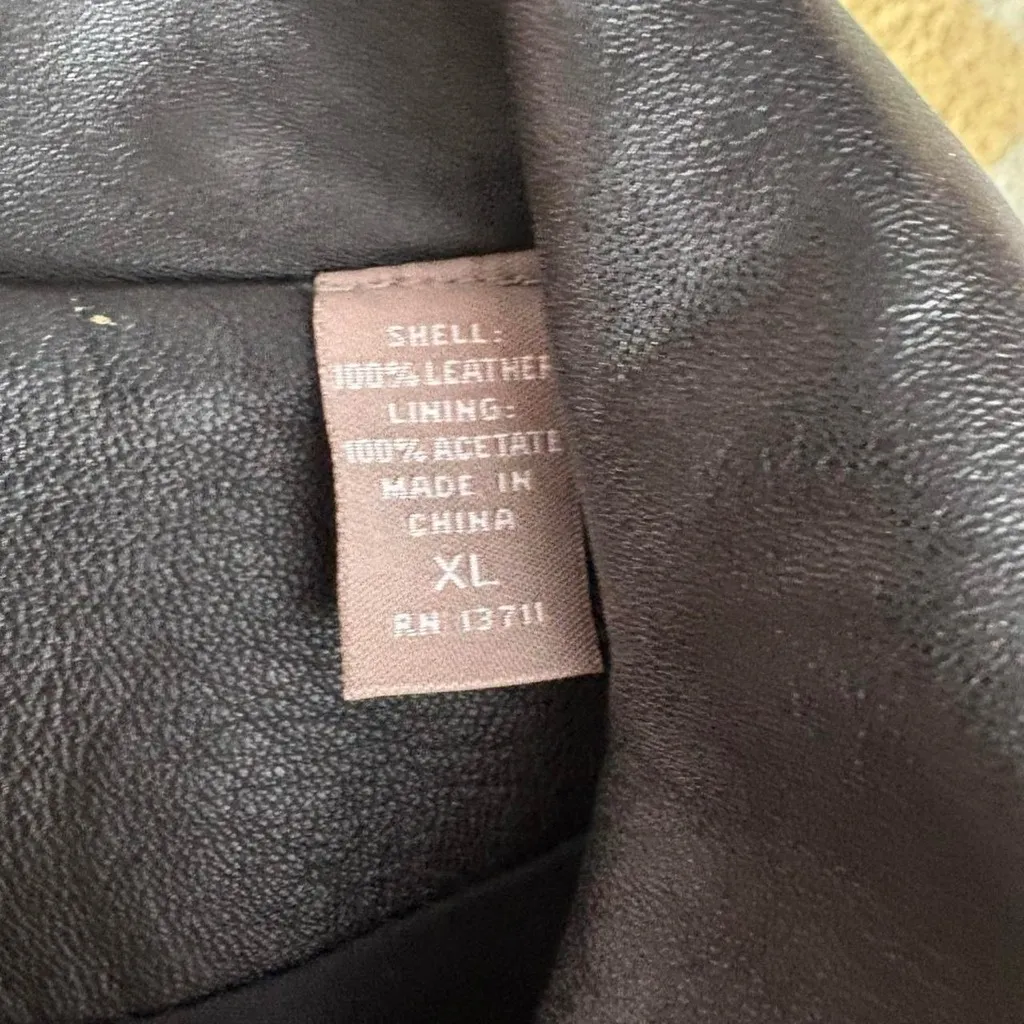 SHELL:
100% LEATHER
LINING:
100% ACETATE
MADE IN
CHINA
XL
RN 13711